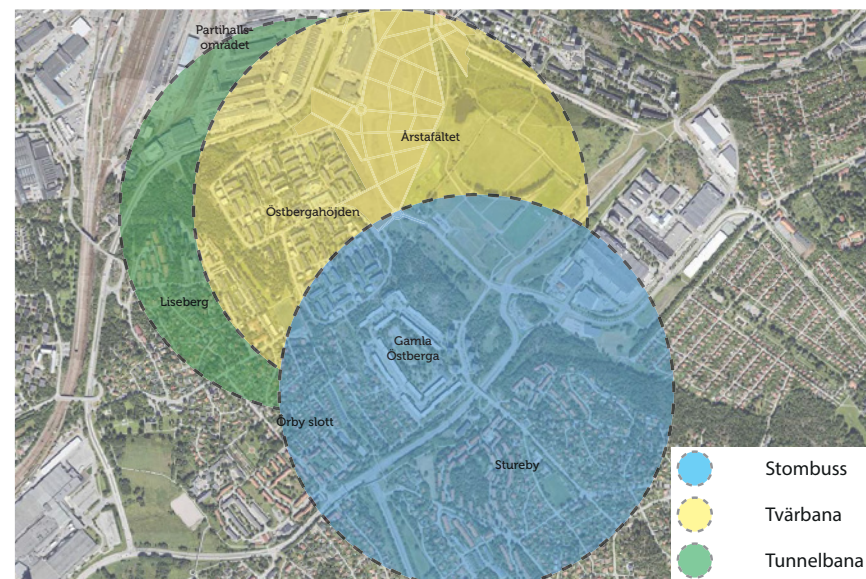 Partihalls-
området
Årstafältet
Östbergahöjden
Liseberg
Gamla
Östberga
Örby slott
Stureby
Stombuss
Tvärbana
Tunnelbana